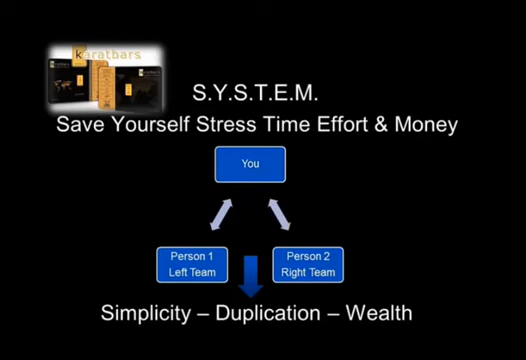 karatbars
S.Y.S.T.E.M.
Save Yourself Stress Time Effort & Money
You
Person 1
Left Team
Person 2
Right Team
Simplicity – Duplication – Wealth